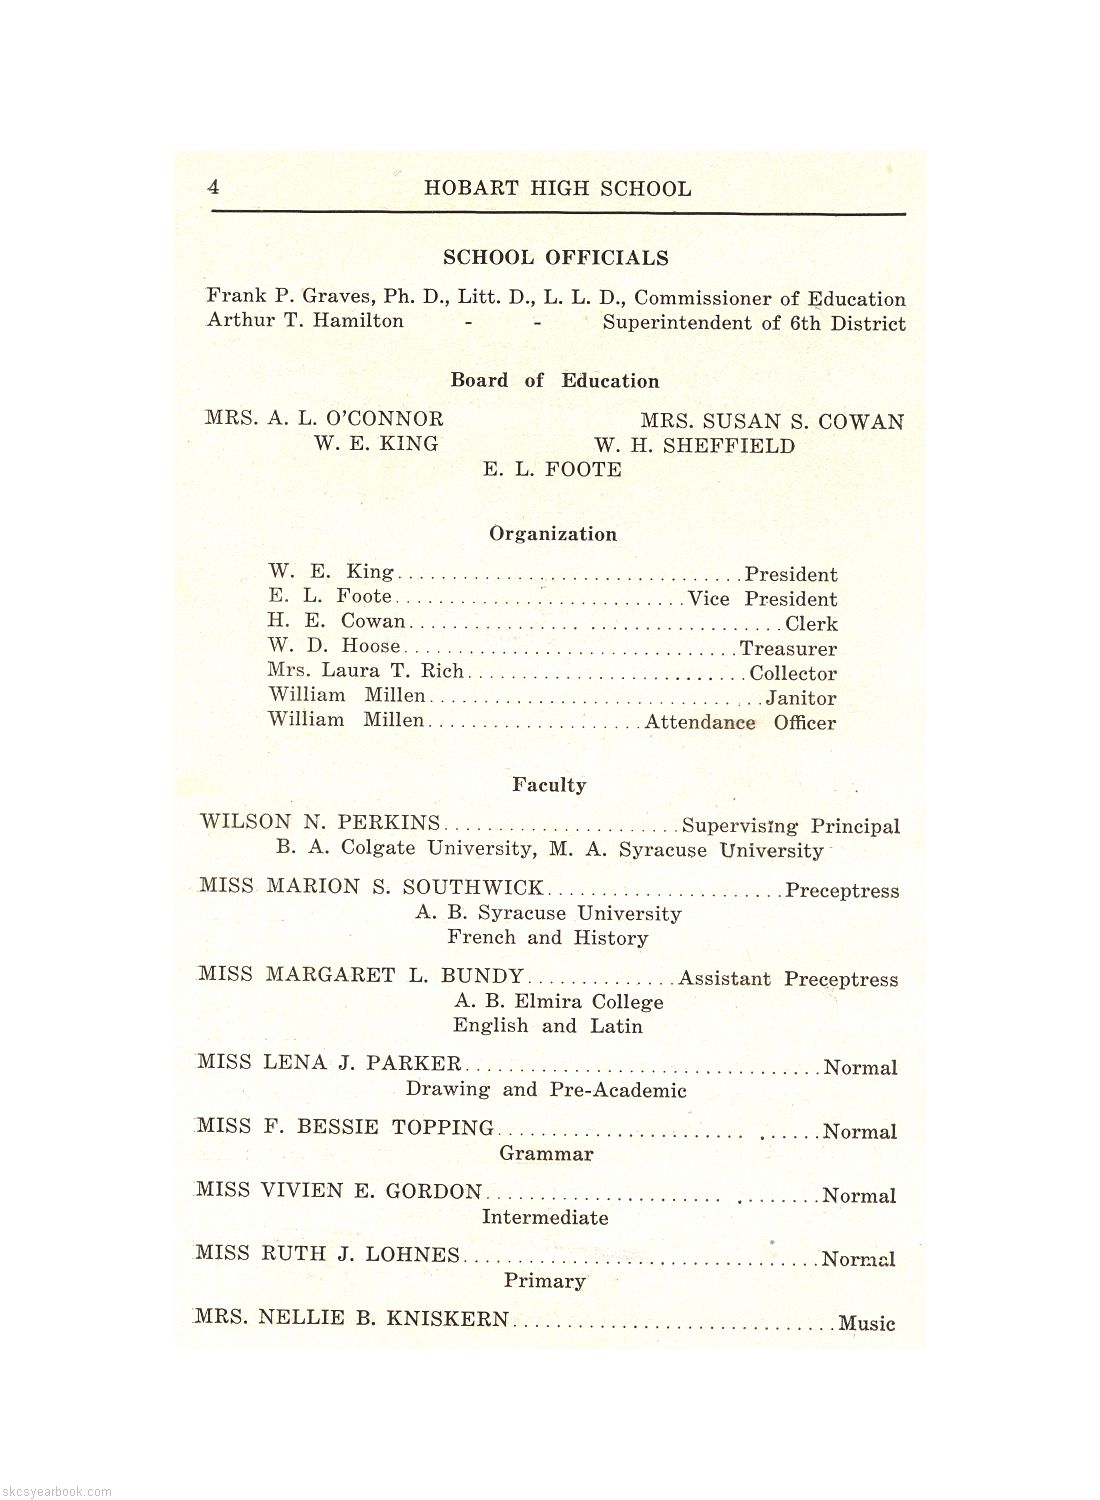 4 HOBART HIGH SCHOOL
SCHOOL OFFICIALS
Frank P. Graves, Ph. D., Litt. D., L. L. D., Commissioner of Education
Arthur T. Hamilton - - Superintendent of 6th District
Board of Education
MRS. A. L. O'CONNOR MRS. SUSAN S. COWAN
W. E. KING W. H. SHEFFIELD
E. L. FOOTE
Organization
W. E. King................................President
E. L. Foote...........................Vice President
H. E. Cowan..................................Clerk
W. D. Hoose...............................Treasurer
Mrs. Laura T. Rich..........................Collector
William Millen...............................Janitor
William Millen....................Attendance Officer
Faculty
WILSON N. PERKINS......................Supervising Principal
B. A. Colgate University, M. A. Syracuse University
MISS MARION S. SOUTHWICK......................Preceptress
A. B. Syracuse University
French and History
MISS MARGARET L. BUNDY..............Assistant Preceptress
A. B. Elmira College
English and Latin
MISS LENA J. PARKER.................................Normal
Drawing and Pre-Academic
MISS F. BESSIE TOPPING....................... ......Normal
Grammar
MISS VIVIEN E. GORDON...................... ........Normal
Intermediate
MISS RUTH J. LOHNES.................................Normal
Primary
MRS. NELLIE B. KNISKERN..............................Music
skcsyearbook.com